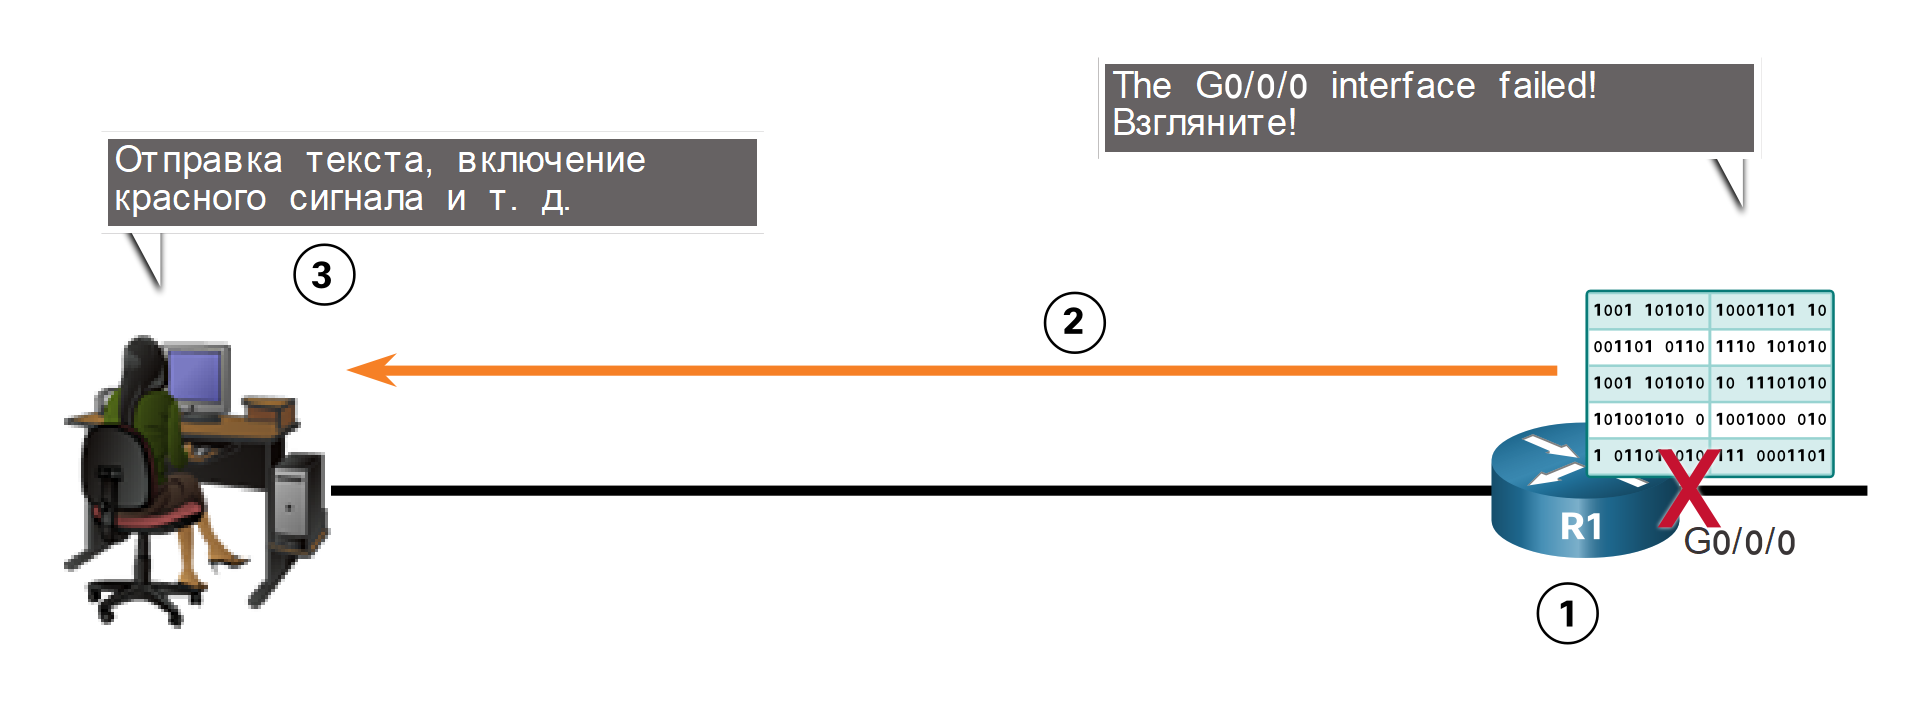 The G0/0/0 interface failed!
Взгляните!
Отправка текста, включение
красного сигнала и т. д.
3
2
1001 101010 10001101 10
001101 0110 1110 101010
1001 101010 10 11101010
101001010 0 1001000 010
1 01101 010 111 0001101
R1
G0/0/0
1